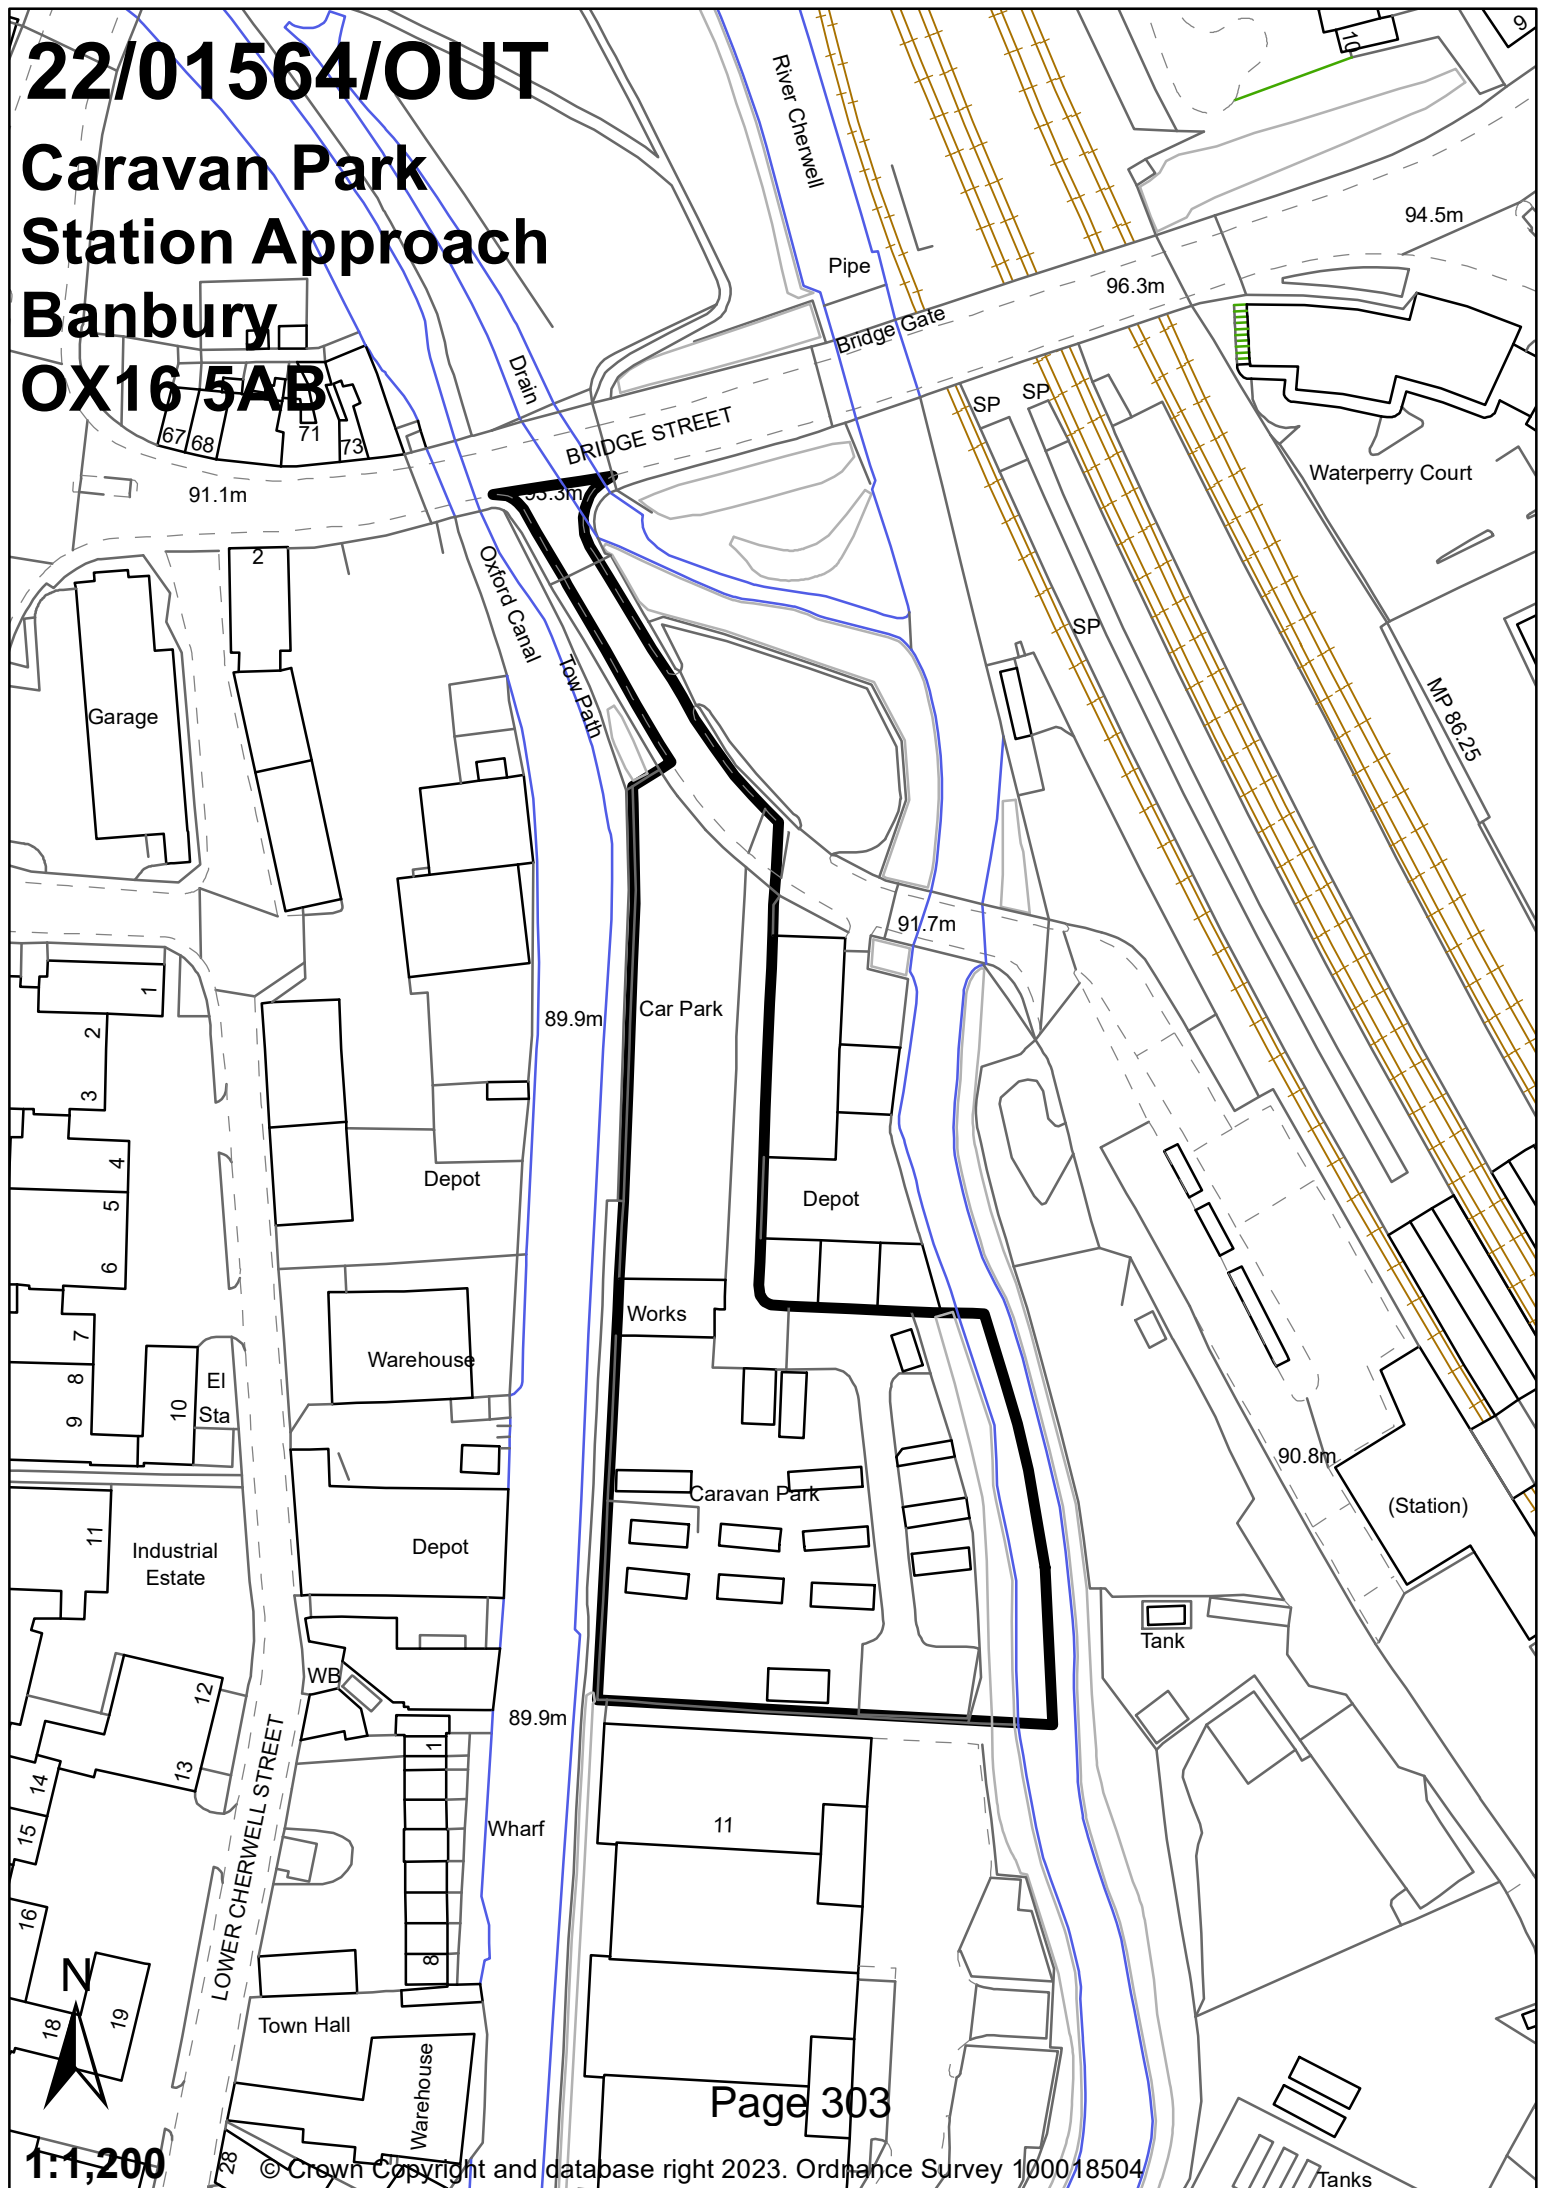 22/01564/OUT
Caravan Park
Station Approach
Banbury
OX16 5AB
River Cherwell
10
9
94.5m
Pipe
96.3m
Bridge Gate
Drain
SP
SP
BRIDGE STREET
67
68
71
73
91.1m
93.3m
Waterperry Court
2
Oxford Canal
Tow Path
SP
MP 86.25
Garage
91.7m
1
2
3
89.9m
Car Park
4
5
6
Depot
Depot
Works
7
8
9
10
El
Sta
Warehouse
90.8m
Caravan Park
(Station)
11
Industrial
Estate
Depot
Tank
WB
12
13
89.9m
1
14
15
LOWER CHERWELL STREET
Wharf
11
16
8
N
18
19
Town Hall
Warehouse
Page 303
1:1,200
28
© Crown Copyright and database right 2023. Ordnance Survey 100018504
Tanks